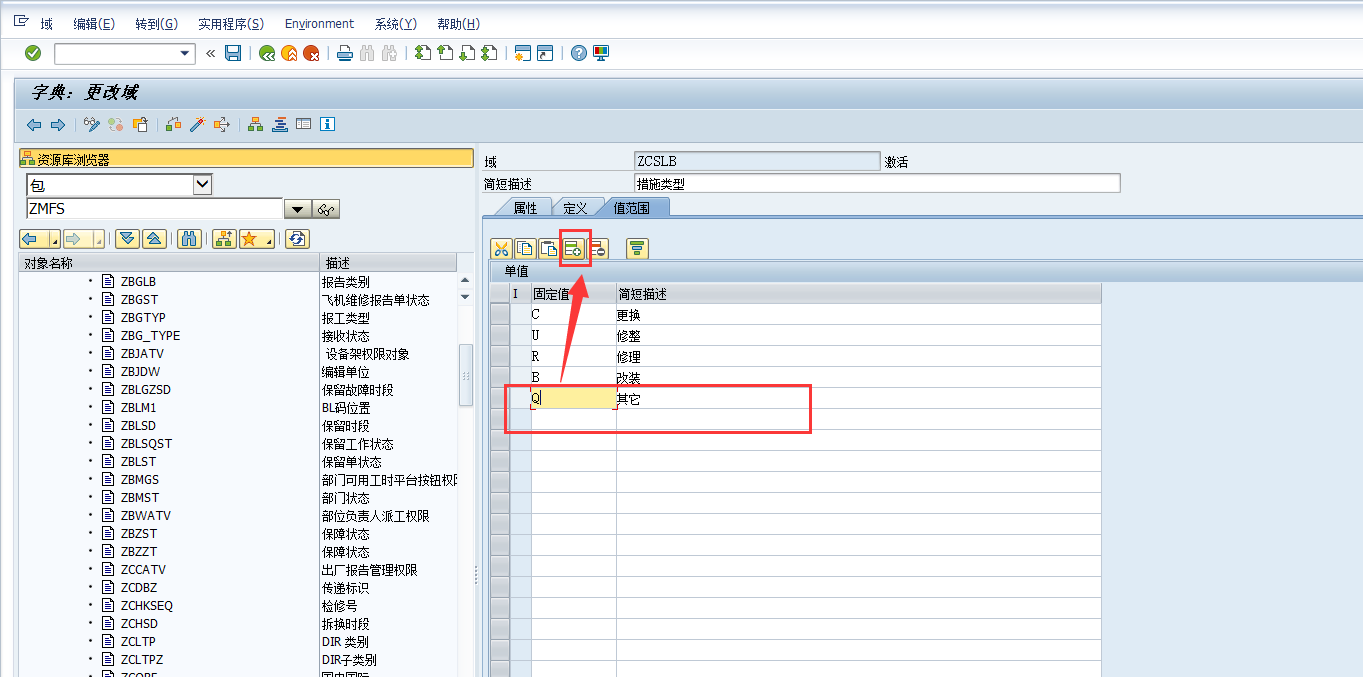 域 编辑(E) 转到(G) 实用程序(S) Environment 系统(Y) 帮助(H)
字典: 更改域
资源库浏览器
包
ZMFS
对象名称 描述
ZBGLB 报告类别
ZBGST 飞机维修报告单状态
ZBGTYP 报工类型
ZBG_TYPE 接收状态
ZBJATV 设备架权限对象
ZBJDW 编辑单位
ZBLGZSD 保留故障时段
ZBLM1 BL码位置
ZBLSD 保留时段
ZBLSQST 保留工作状态
ZBLST 保留单状态
ZBMGS 部门可用工时平台按钮权
ZBMST 部门状态
ZBWATV 部位负责人派工权限
ZBZST 保障状态
ZBZZT 保障状态
ZCCATV 出厂报告管理权限
ZCDBZ 传递标识
ZCHKSEQ 检修号
ZCHSD 拆换时段
ZCLTP DIR 类别
ZCLTPZ DIR子类别
域 ZCSLB 激活
简短描述 措施类型
属性 定义 值范围
单值
I 固定值 简短描述
C 更换
U 修整
R 修理
B 改装
Q 其它